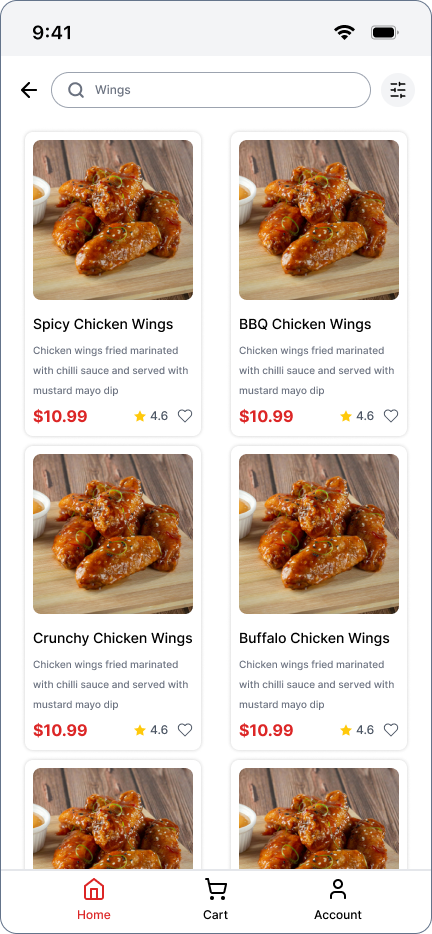 9:41
Wings
Spicy Chicken Wings
Chicken wings fried marinated
with chilli sauce and served with
mustard mayo dip
$10.99 4.6
BBQ Chicken Wings
Chicken wings fried marinated
with chilli sauce and served with
mustard mayo dip
$10.99 4.6
Crunchy Chicken Wings
Chicken wings fried marinated
with chilli sauce and served with
mustard mayo dip
$10.99 4.6
Buffalo Chicken Wings
Chicken wings fried marinated
with chilli sauce and served with
mustard mayo dip
$10.99 4.6
Home
Cart
Account